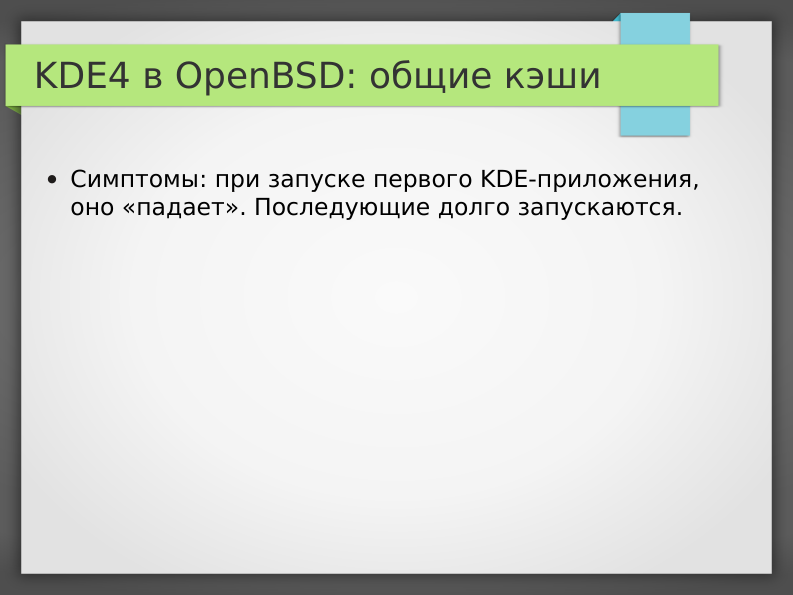 KDE4 в OpenBSD: общие кэши
• Симптомы: при запуске первого KDE-приложения,
оно «падает». Последующие долго запускаются.